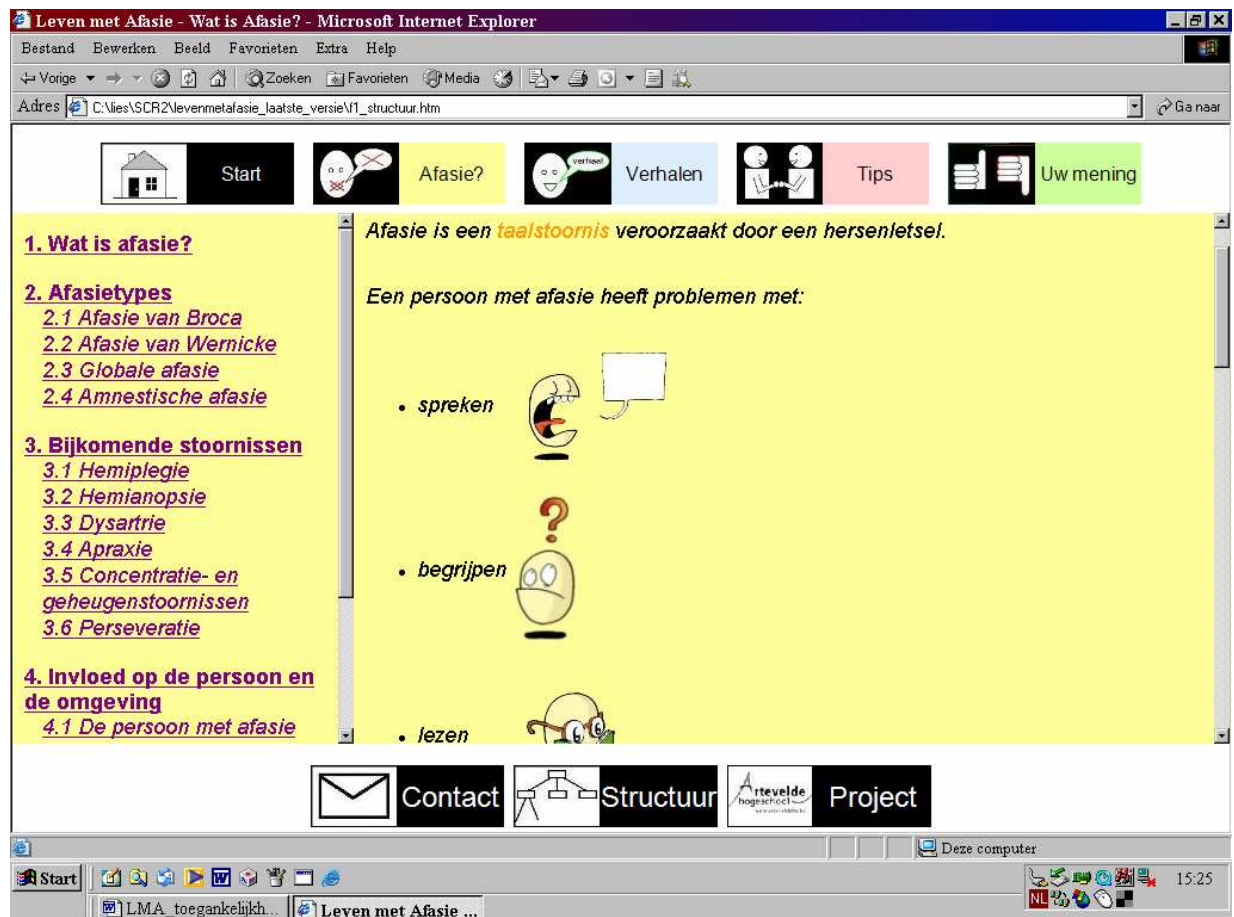 Leven met Afasie - Wat is Afasie? - Microsoft Internet Explorer
Bestand Bewerken Beeld Favorieten Extra Help
Vorige Zoeken Favorieten Media
Adres C:\lies\SCR2\levenmetafasie_laatste_versie\f1_structuur.htm Ga naar
Start Afasie? verhaal Verhalen Tips Uw mening
1. Wat is afasie?
2. Afasietypes
2.1 Afasie van Broca
2.2 Afasie van Wernicke
2.3 Globale afasie
2.4 Amnestische afasie
3. Bijkomende stoornissen
3.1 Hemiplegie
3.2 Hemianopsie
3.3 Dysartrie
3.4 Apraxie
3.5 Concentratie- en
geheugenstoornissen
3.6 Perseveratie
4. Invloed op de persoon en
de omgeving
4.1 De persoon met afasie
Afasie is een taalstoornis veroorzaakt door een hersenletsel.
Een persoon met afasie heeft problemen met:
• spreken
?
• begrijpen
• lezen
Contact Structuur Artevelde
hogeschool Project
Deze computer
Start 15:25
NL
LMA_toegankelijkh... Leven met Afasie ...